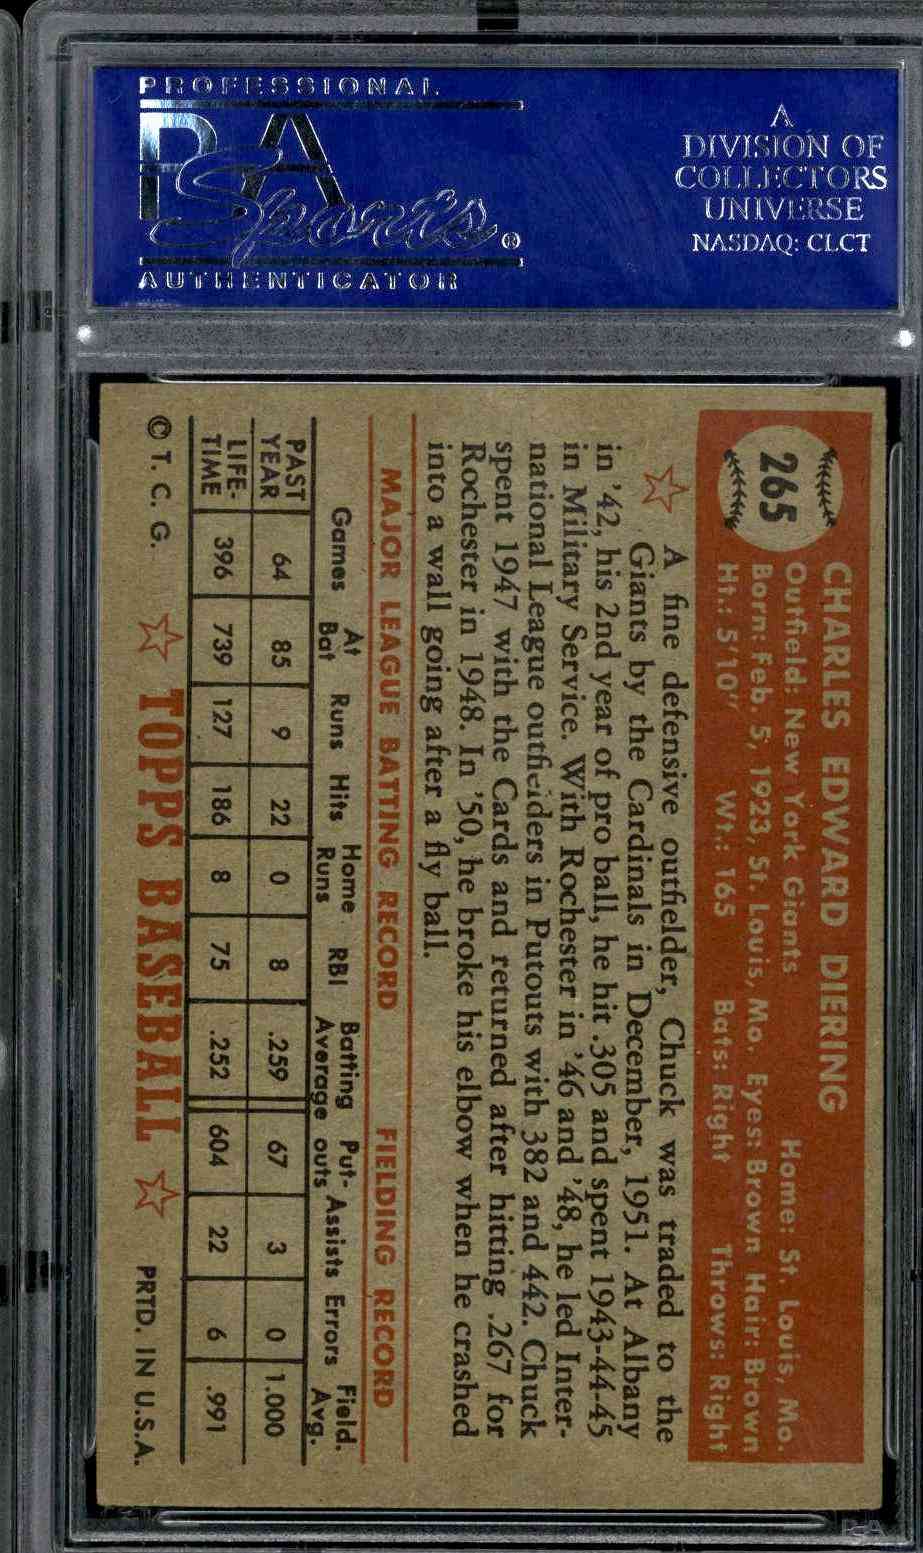 PROFESSIONAL
PSA
Sports®
AUTHENTICATOR
A
DIVISION OF
COLLECTORS
UNIVERSE
NASDAQ: CLCT
265
CHARLES EDWARD DIERING
Outfield: New York Giants Home: St. Louis, Mo.
Born: Feb. 5, 1923, St. Louis, Mo. Eyes: Brown Hair: Brown
Ht.: 5'10" Wt.: 165 Bats: Right Throws: Right
A fine defensive outfielder, Chuck was traded to the
Giants by the Cardinals in December, 1951. At Albany
in '42, his 2nd year of pro ball, he hit .305 and spent 1943-44-45
in Military Service. With Rochester in '46 and '48, he led Inter-
national League outfielders in Putouts with 382 and 442. Chuck
spent 1947 with the Cards and returned after hitting .267 for
Rochester in 1948. In '50, he broke his elbow when he crashed
into a wall going after a fly ball.
MAJOR LEAGUE BATTING RECORD FIELDING RECORD
Games At Bat Runs Hits Home Runs RBI Batting Average Put-outs Assists Errors Field. Avg.
PAST YEAR 64 85 9 22 0 8 .259 67 3 0 1.000
LIFE-TIME 396 739 127 186 8 75 .252 604 22 6 .991
© T. C. G. TOPPS BASEBALL PRTD. IN U.S.A.
PSA